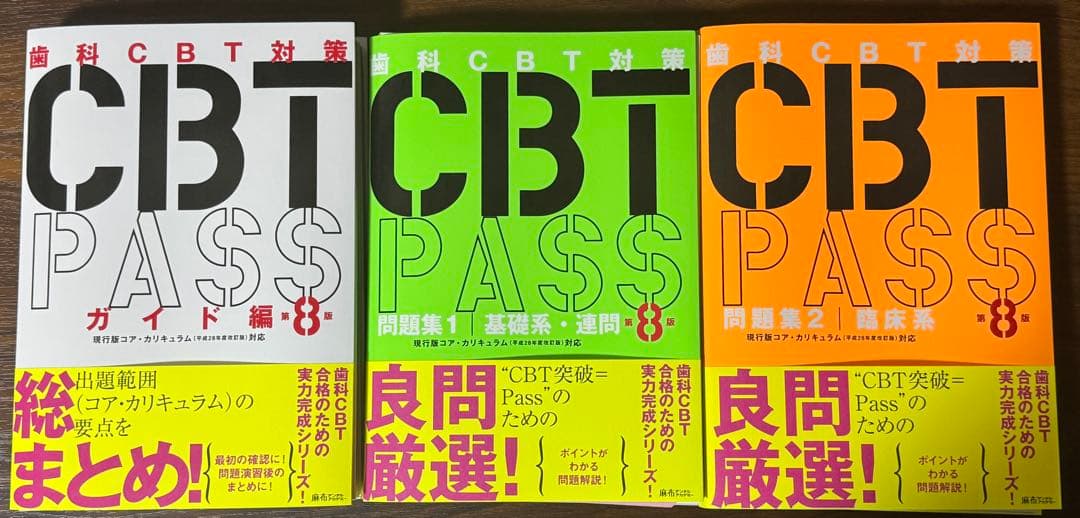 歯科CBT対策
CBT
PASS
ガイド編 第8版
現行版コア・カリキュラム(平成28年度改訂版)対応
出題範囲
(コア・カリキュラム)の
要点を
総
まとめ!
最初の確認に!
問題演習後の
まとめに!
歯科CBT
合格のための
実力完成シリーズ!
麻布
歯科CBT対策
CBT
PASS
問題集1 基礎系・連問 第8版
現行版コア・カリキュラム(平成28年度改訂版)対応
良問
厳選!
“CBT突破=
Pass”の
ための
ポイントが
わかる
問題解説!
歯科CBT
合格のための
実力完成シリーズ!
麻布
歯科CBT対策
CBT
PASS
問題集2 臨床系 第8版
現行版コア・カリキュラム(平成28年度改訂版)対応
良問
厳選!
“CBT突破=
Pass”の
ための
ポイントが
わかる
問題解説!
歯科CBT
合格のための
実力完成シリーズ!
麻布